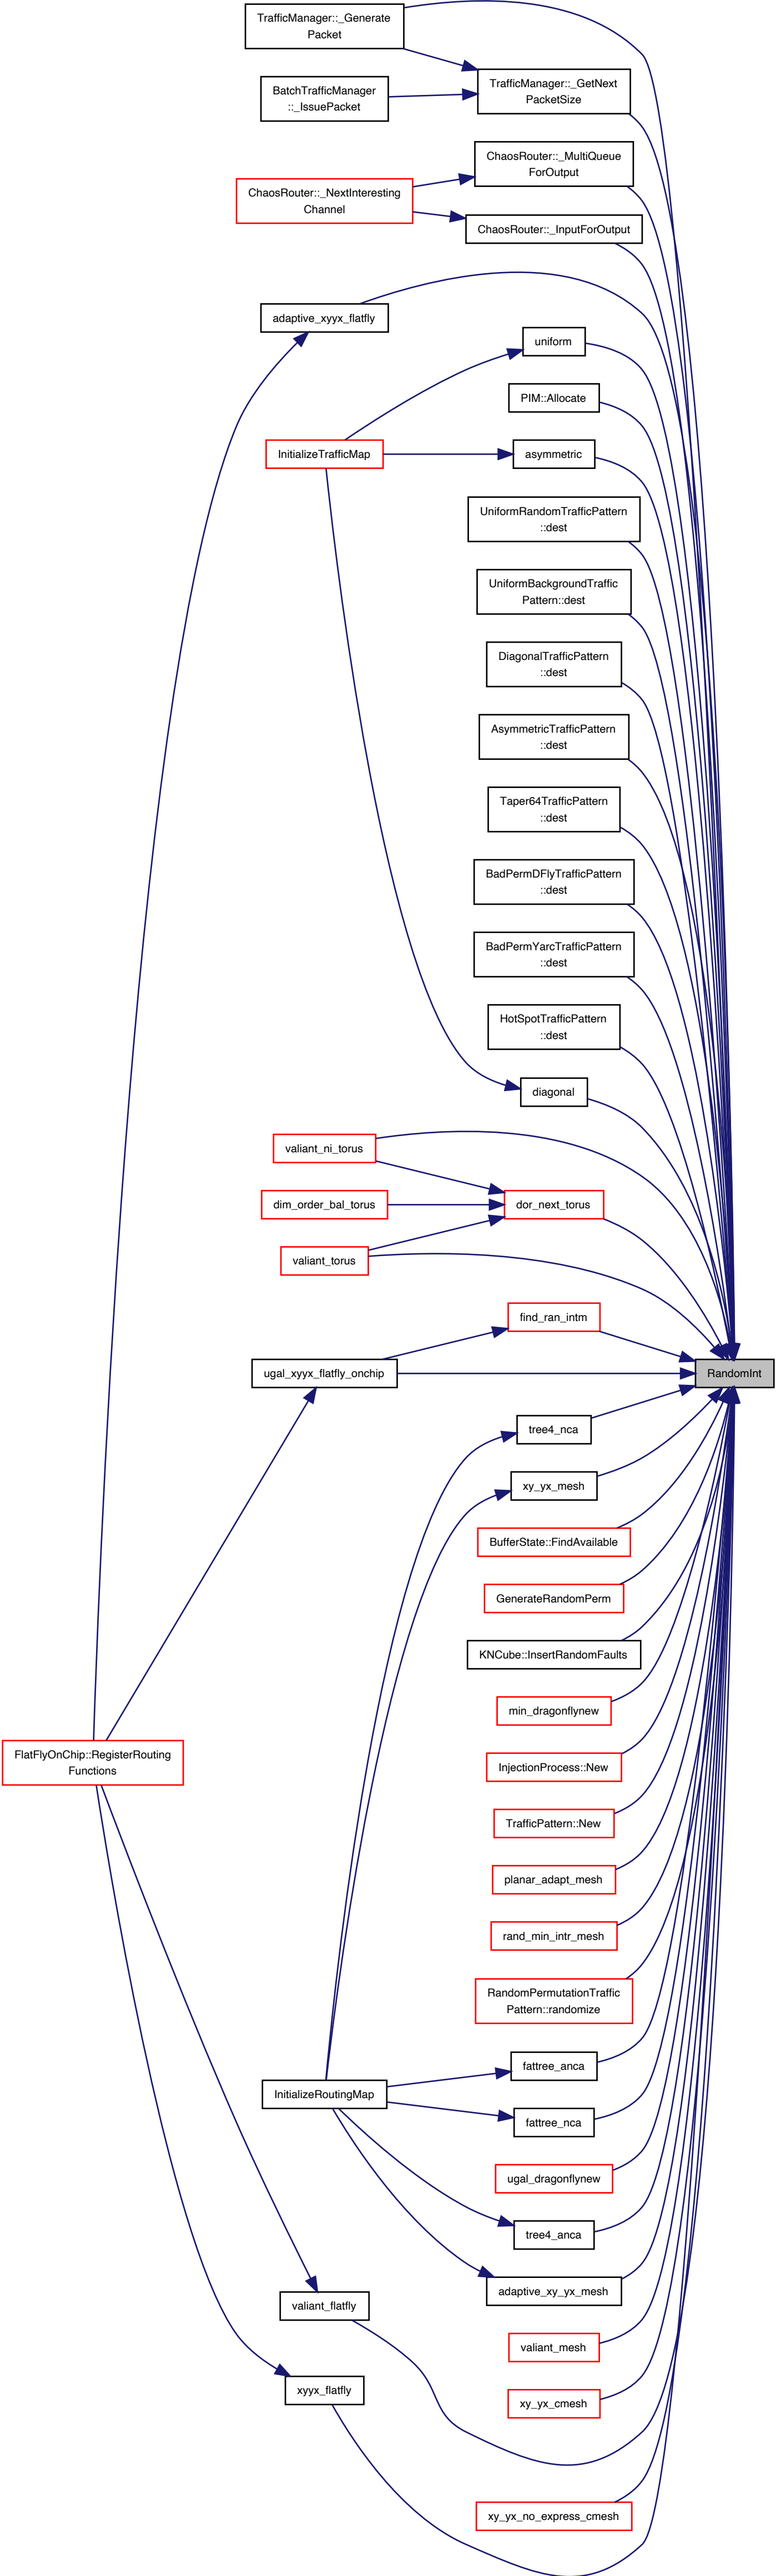 TrafficManager::_Generate
Packet
TrafficManager::_GetNext
PacketSize
BatchTrafficManager
::_IssuePacket
ChaosRouter::_MultiQueue
ForOutput
ChaosRouter::_NextInteresting
Channel
ChaosRouter::_InputForOutput
adaptive_xyyx_flatfly
uniform
PIM::Allocate
InitializeTrafficMap
asymmetric
UniformRandomTrafficPattern
::dest
UniformBackgroundTraffic
Pattern::dest
DiagonalTrafficPattern
::dest
AsymmetricTrafficPattern
::dest
Taper64TrafficPattern
::dest
BadPermDFlyTrafficPattern
::dest
BadPermYarcTrafficPattern
::dest
HotSpotTrafficPattern
::dest
diagonal
valiant_ni_torus
dim_order_bal_torus
dor_next_torus
valiant_torus
find_ran_intm
ugal_xyyx_flatfly_onchip
RandomInt
tree4_nca
xy_yx_mesh
BufferState::FindAvailable
GenerateRandomPerm
KNCube::InsertRandomFaults
min_dragonflynew
FlatFlyOnChip::RegisterRouting
Functions
InjectionProcess::New
TrafficPattern::New
planar_adapt_mesh
rand_min_intr_mesh
RandomPermutationTraffic
Pattern::randomize
fattree_anca
InitializeRoutingMap
fattree_nca
ugal_dragonflynew
tree4_anca
adaptive_xy_yx_mesh
valiant_flatfly
valiant_mesh
xyyx_flatfly
xy_yx_cmesh
xy_yx_no_express_cmesh